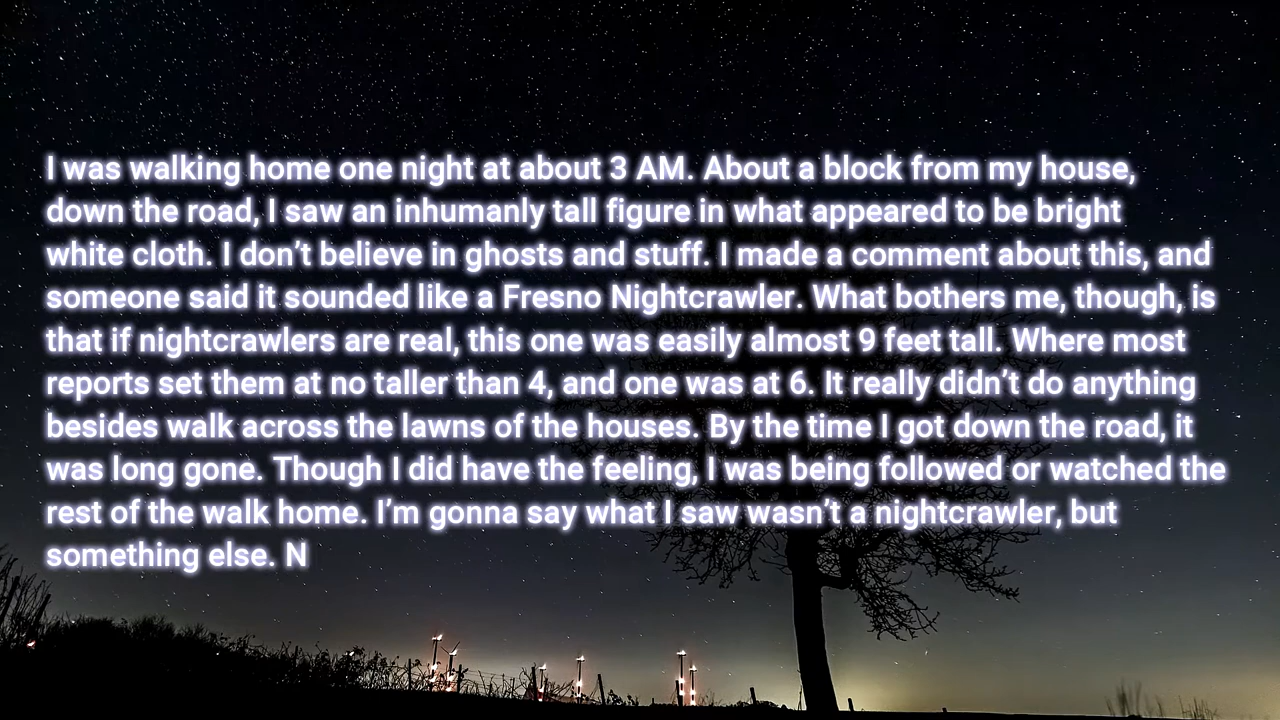 I was walking home one night at about 3 AM. About a block from my house,
down the road, I saw an inhumanly tall figure in what appeared to be bright
white cloth. I don’t believe in ghosts and stuff. I made a comment about this, and
someone said it sounded like a Fresno Nightcrawler. What bothers me, though, is
that if nightcrawlers are real, this one was easily almost 9 feet tall. Where most
reports set them at no taller than 4, and one was at 6. It really didn’t do anything
besides walk across the lawns of the houses. By the time I got down the road, it
was long gone. Though I did have the feeling, I was being followed or watched the
rest of the walk home. I’m gonna say what I saw wasn’t a nightcrawler, but
something else. N